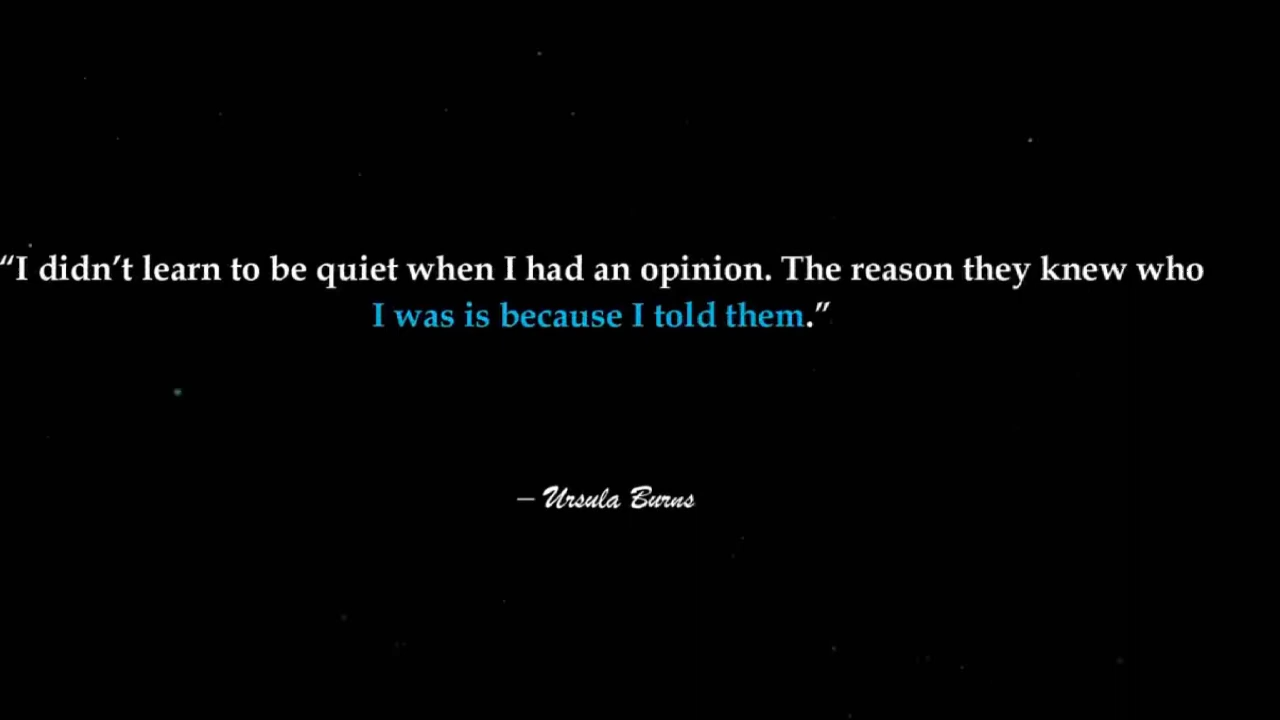 “I didn’t learn to be quiet when I had an opinion. The reason they knew who
I was is because I told them.”
– Ursula Burns